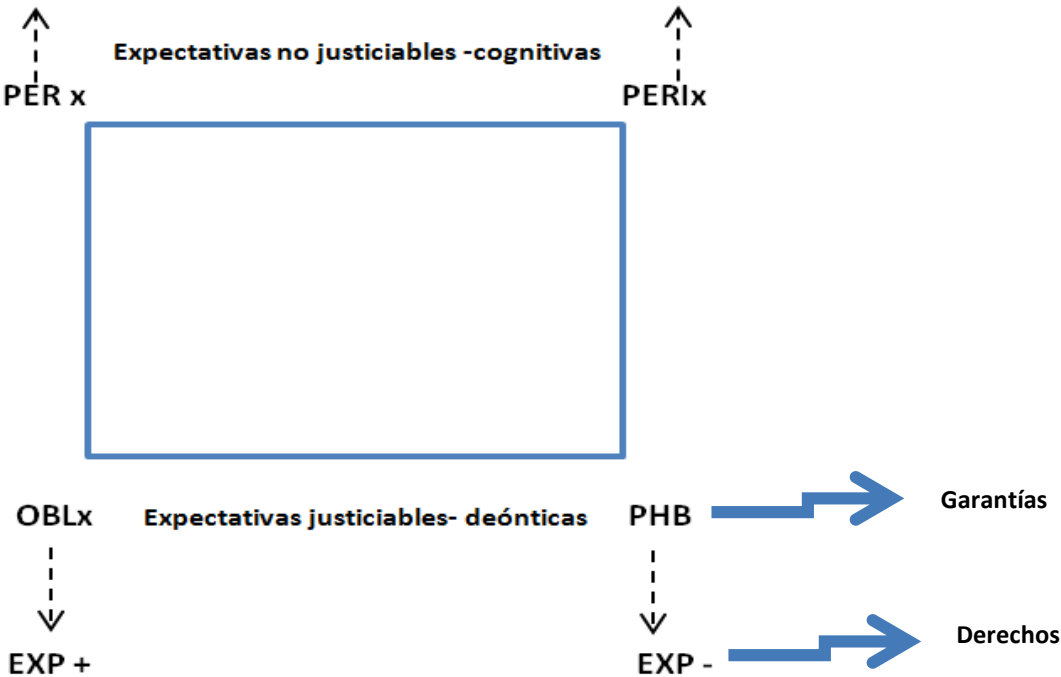 Expectativas no justiciables -cognitivas
PER x
PERIx
OBLx
Expectativas justiciables- deónticas
PHB
Garantías
EXP +
EXP -
Derechos